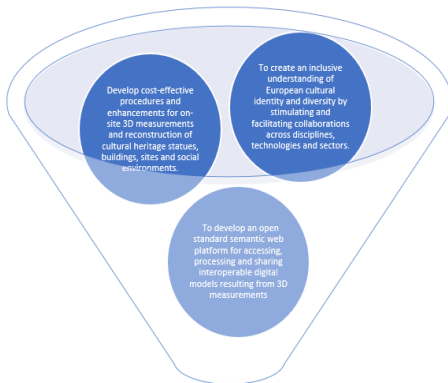 Develop cost-effective
procedures and
enhancements for on-
site 3D measurements
and reconstruction of
cultural heritage statues,
buildings, sites and social
environments.
To create an inclusive
understanding of
European cultural
identity and diversity by
stimulating and
facilitating collaborations
across disciplines,
technologies and sectors.
To develop an open
standard semantic web
platform for accessing,
processing and sharing
interoperable digital
models resulting from 3D
measurements